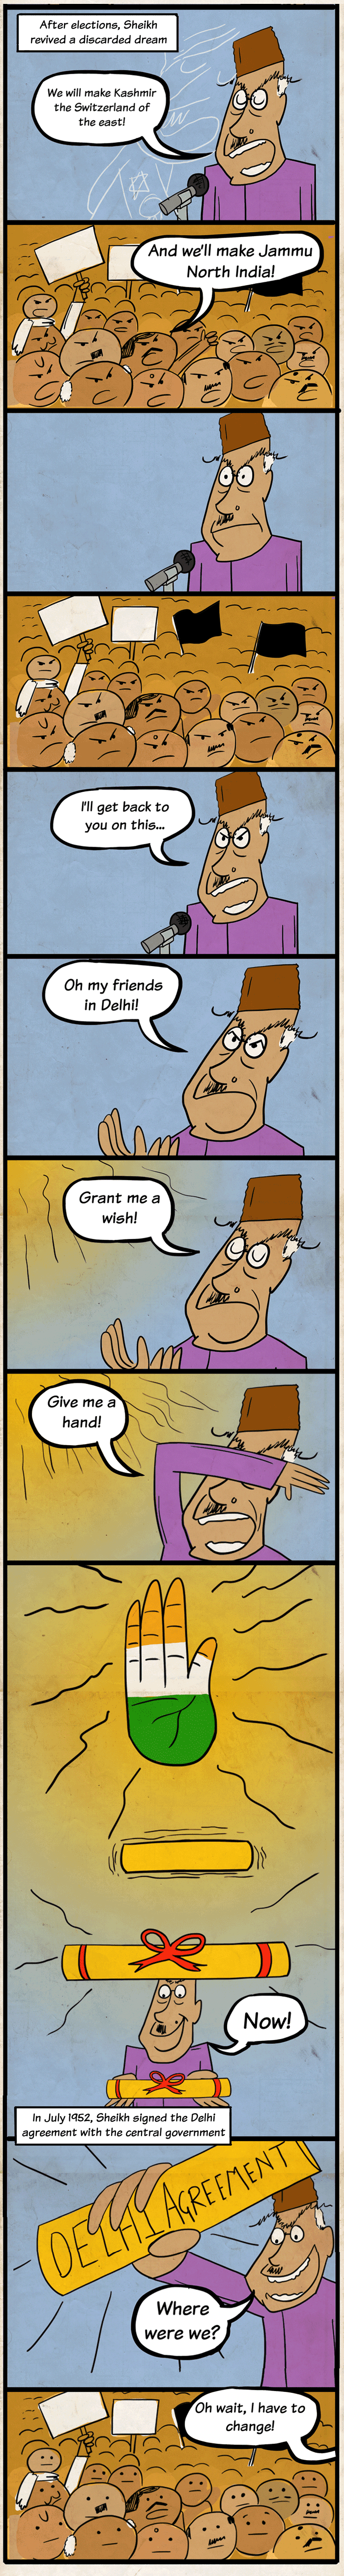 After elections, Sheikh
revived a discarded dream
We will make Kashmir
the Switzerland of
the east!
And we'll make Jammu
North India!
I'll get back to
you on this...
Oh my friends
in Delhi!
Grant me a
wish!
Give me a
hand!
Now!
In July 1952, Sheikh signed the Delhi
agreement with the central government
DELHI AGREEMENT
Where
were we?
Oh wait, I have to
change!